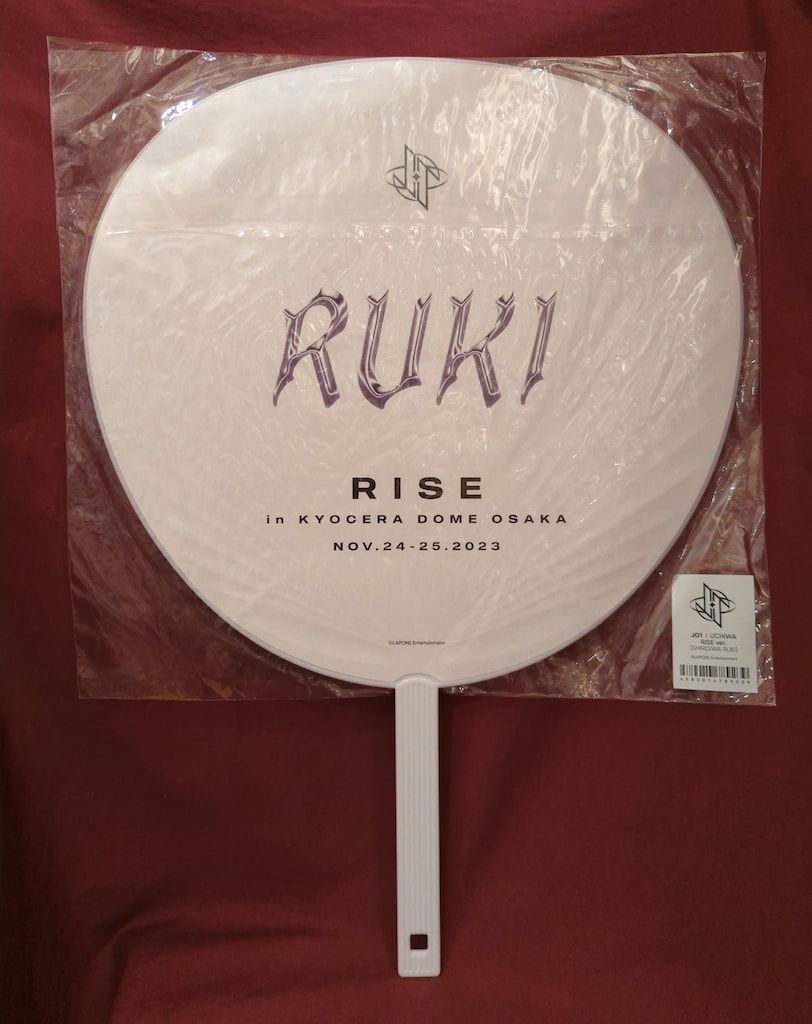 RUKI
RISE
in KYOCERA DOME OSAKA
NOV.24-25.2023
©LAPONE Entertainment
JO1 | UCHIWA
RISE ver.
[SHIROIWA RUKI]
©LAPONE Entertainment